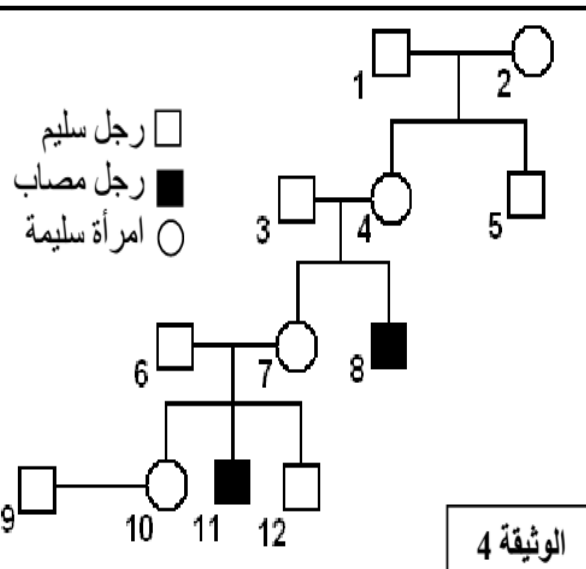 1 2
رجل سليم
رجل مصاب
امرأة سليمة
3 4 5
6 7 8
9 10 11 12
الوثيقة 4